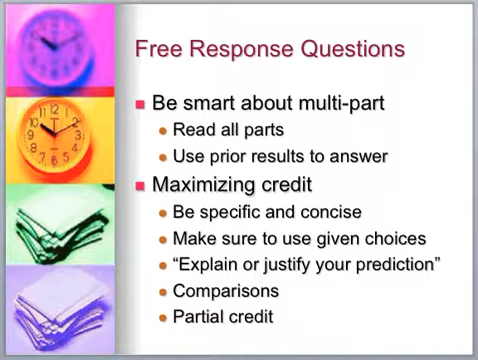 Free Response Questions
Be smart about multi-part
Read all parts
Use prior results to answer
Maximizing credit
Be specific and concise
Make sure to use given choices
“Explain or justify your prediction”
Comparisons
Partial credit